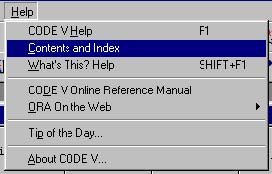 Help
CODE V Help F1
Contents and Index
What's This? Help SHIFT+F1
CODE V Online Reference Manual
ORA On the Web
Tip of the Day...
About CODE V...